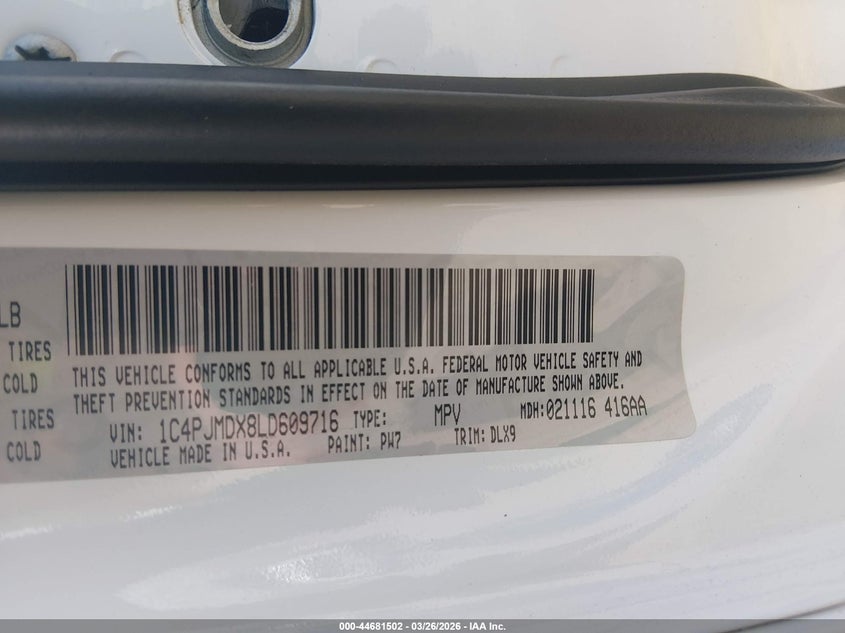 LB
TIRES
COLD
TIRES
COLD
THIS VEHICLE CONFORMS TO ALL APPLICABLE U.S.A. FEDERAL MOTOR VEHICLE SAFETY AND
THEFT PREVENTION STANDARDS IN EFFECT ON THE DATE OF MANUFACTURE SHOWN ABOVE.
VIN: 1C4PJMDX8LD609716 TYPE: MPV MDH:021116 416AA
VEHICLE MADE IN U.S.A. PAINT: PW7 TRIM: DLX9
000-44681502 — 03/26/2026 — IAA Inc.